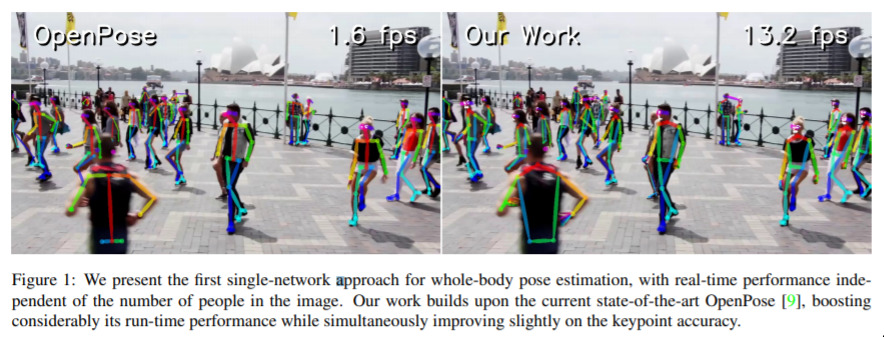 OpenPose 1.6 fps
Our Work 13.2 fps
Figure 1: We present the first single-network approach for whole-body pose estimation, with real-time performance inde-
pendent of the number of people in the image. Our work builds upon the current state-of-the-art OpenPose [9], boosting
considerably its run-time performance while simultaneously improving slightly on the keypoint accuracy.